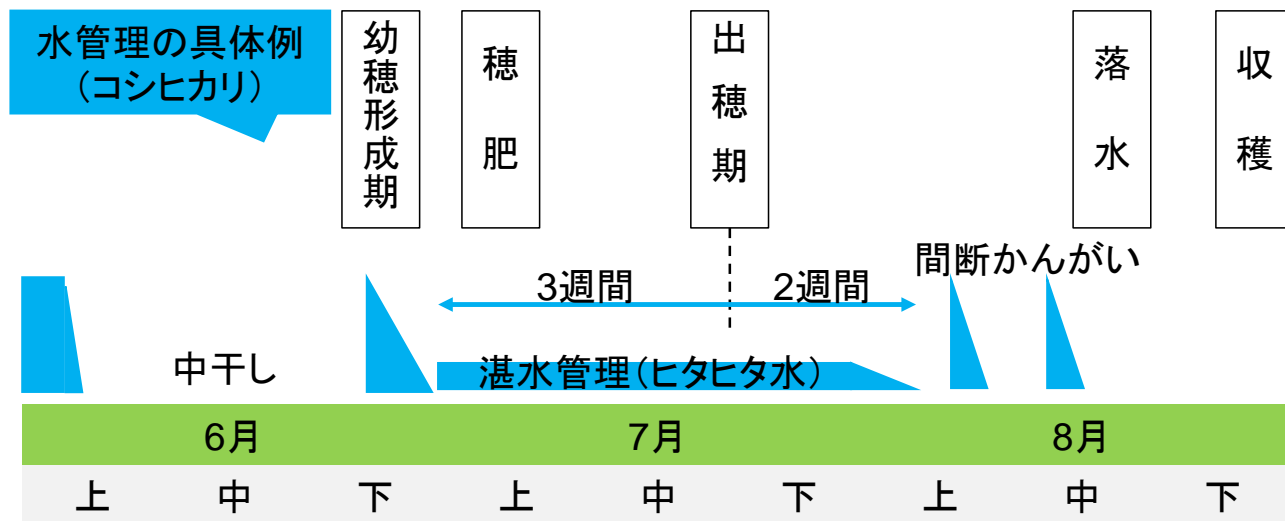 水管理の具体例
（コシヒカリ）
幼穂形成期
穂肥
出穂期
落水
収穫
間断かんがい
3週間
2週間
中干し
湛水管理（ヒタヒタ水）
6月
7月
8月
上
中
下
上
中
下
上
中
下